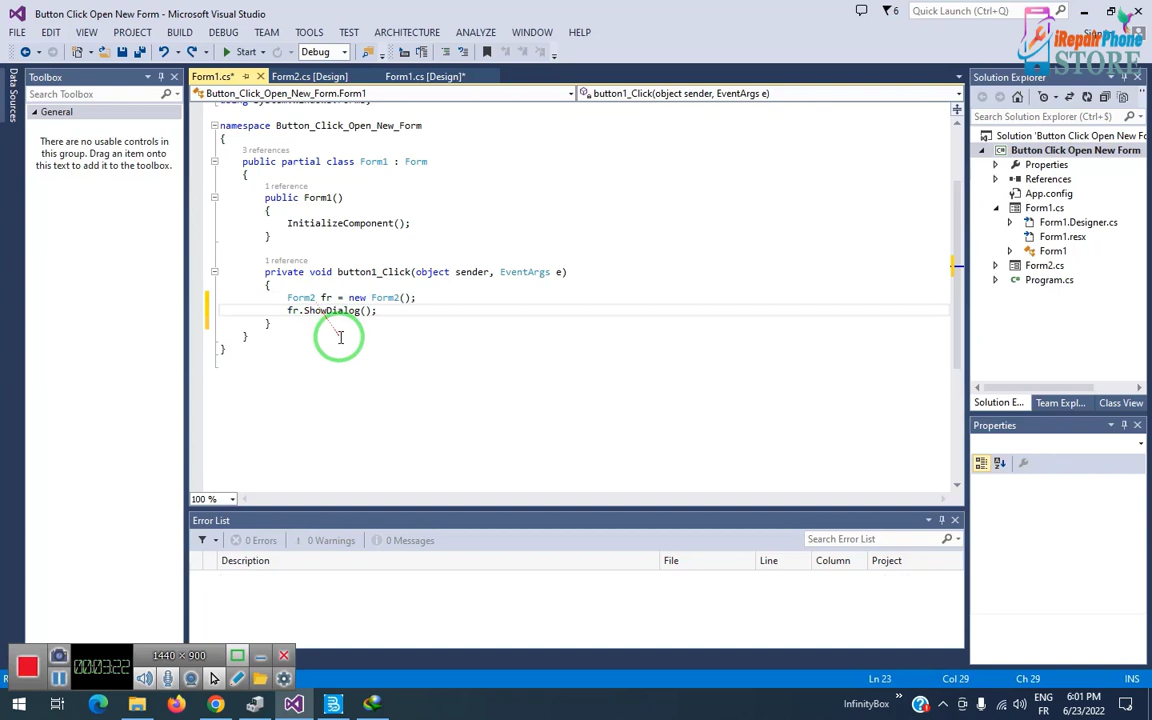 Button Click Open New Form - Microsoft Visual Studio
6
Quick Launch (Ctrl+Q)
FILE EDIT VIEW PROJECT BUILD DEBUG TEAM TOOLS TEST ARCHITECTURE ANALYZE WINDOW HELP
iRepair Phone
STORE
Start
Debug
Data Sources
Toolbox
Search Toolbox
General
There are no usable controls in
this group. Drag an item onto
this text to add it to the toolbox.
Form1.cs*
Form2.cs [Design]
Form1.cs [Design]*
Button_Click_Open_New_Form.Form1
button1_Click(object sender, EventArgs e)
namespace Button_Click_Open_New_Form
{
3 references
public partial class Form1 : Form
{
1 reference
public Form1()
{
InitializeComponent();
}
1 reference
private void button1_Click(object sender, EventArgs e)
{
Form2 fr = new Form2();
fr.ShowDialog();
}
}
}
100 %
Solution Explorer
Search Solution Explorer (Ctrl+$)
Solution 'Button Click Open New Fo
Button Click Open New Form
Properties
References
App.config
Form1.cs
Form1.Designer.cs
Form1.resx
Form1
Form2.cs
Program.cs
Solution E...
Team Expl...
Class View
Properties
Error List
0 Errors
0 Warnings
0 Messages
Search Error List
Description
File
Line
Column
Project
1440 × 900
00:03:22
Ln 23
Col 29
Ch 29
INS
InfinityBox
ENG
FR
6:01 PM
6/23/2022